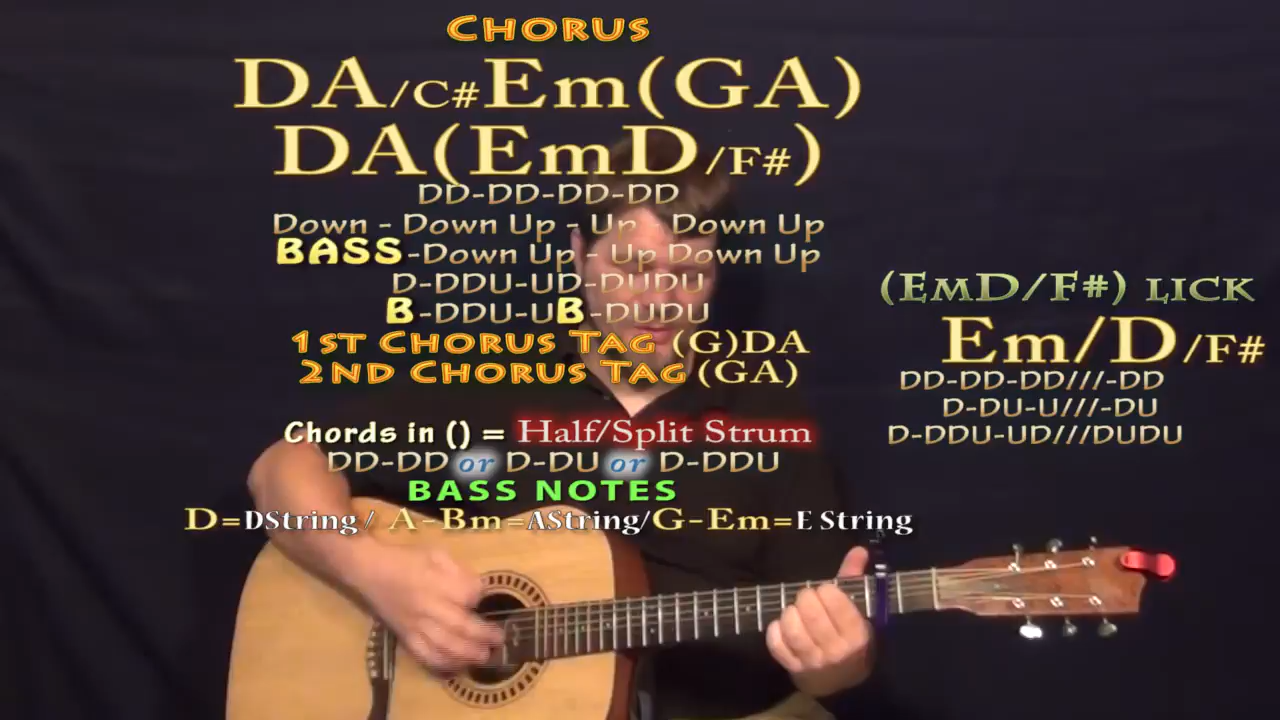 CHORUS
DA/C#Em(GA)
DA(EmD/F#)
DD-DD-DD-DD
Down - Down Up - Up - Down Up
BASS-Down Up - Up Down Up
D-DDU-UD-DUDU
B-DDU-UB-DUDU
1ST CHORUS TAG (G)DA
2ND CHORUS TAG (GA)
Chords in () = Half/Split Strum
DD-DD or D-DU or D-DDU
BASS NOTES
D=DString/ A-Bm=AString/G-Em=E String
(EMD/F#) LICK
Em/D/F#
DD-DD-DD///-DD
D-DU-U///-DU
D-DDU-UD///DUDU